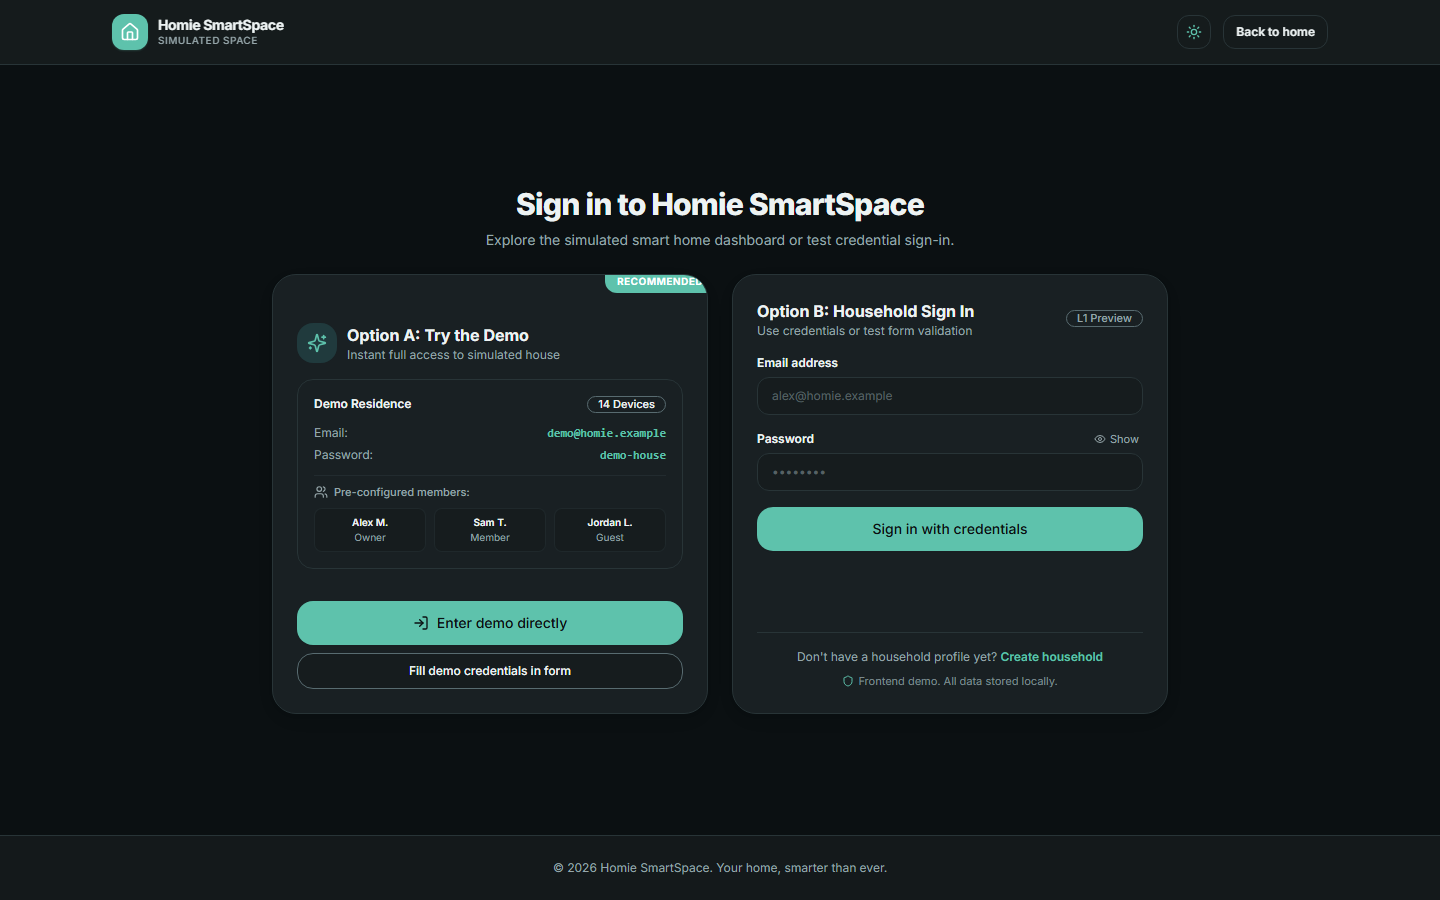 Homie SmartSpace
SIMULATED SPACE
Back to home
Sign in to Homie SmartSpace
Explore the simulated smart home dashboard or test credential sign-in.
RECOMMENDED
Option A: Try the Demo
Instant full access to simulated house
Demo Residence
14 Devices
Email:
demo@homie.example
Password:
demo-house
Pre-configured members:
Alex M.
Owner
Sam T.
Member
Jordan L.
Guest
Enter demo directly
Fill demo credentials in form
Option B: Household Sign In
Use credentials or test form validation
L1 Preview
Email address
alex@homie.example
Password
Show
••••••••
Sign in with credentials
Don't have a household profile yet? Create household
Frontend demo. All data stored locally.
© 2026 Homie SmartSpace. Your home, smarter than ever.